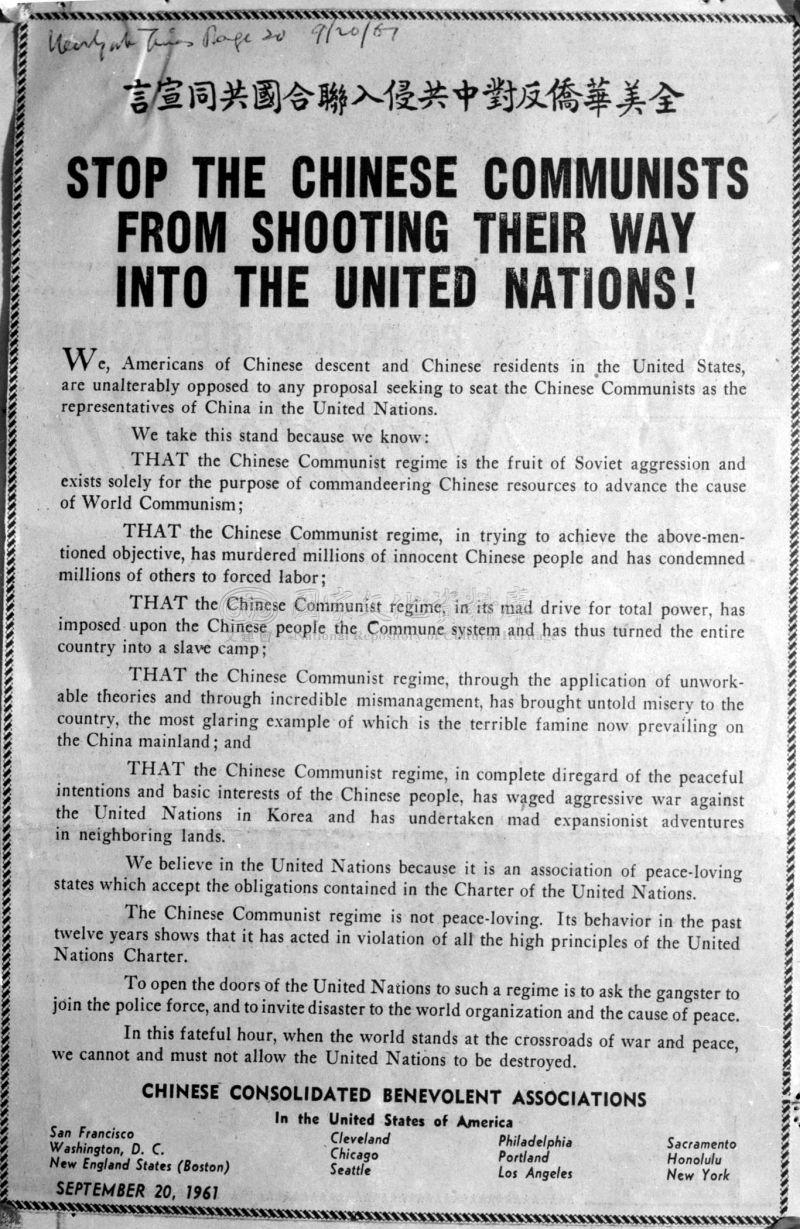 New York Times Page 20 9/20/61
全美華僑反對中共侵入聯合國共同宣言
STOP THE CHINESE COMMUNISTS
FROM SHOOTING THEIR WAY
INTO THE UNITED NATIONS!
We, Americans of Chinese descent and Chinese residents in the United States,
are unalterably opposed to any proposal seeking to seat the Chinese Communists as the
representatives of China in the United Nations.
We take this stand because we know:
THAT the Chinese Communist regime is the fruit of Soviet aggression and
exists solely for the purpose of commandeering Chinese resources to advance the cause
of World Communism;
THAT the Chinese Communist regime, in trying to achieve the above-men-
tioned objective, has murdered millions of innocent Chinese people and has condemned
millions of others to forced labor;
THAT the Chinese Communist regime, in its mad drive for total power, has
imposed upon the Chinese people the Commune system and has thus turned the entire
National Repository of Cultural Heritage
country into a slave camp;
THAT the Chinese Communist regime, through the application of unwork-
able theories and through incredible mismanagement, has brought untold misery to the
country, the most glaring example of which is the terrible famine now prevailing on
the China mainland; and
THAT the Chinese Communist regime, in complete diregard of the peaceful
intentions and basic interests of the Chinese people, has waged aggressive war against
the United Nations in Korea and has undertaken mad expansionist adventures
in neighboring lands.
We believe in the United Nations because it is an association of peace-loving
states which accept the obligations contained in the Charter of the United Nations.
The Chinese Communist regime is not peace-loving. Its behavior in the past
twelve years shows that it has acted in violation of all the high principles of the United
Nations Charter.
To open the doors of the United Nations to such a regime is to ask the gangster to
join the police force, and to invite disaster to the world organization and the cause of peace.
In this fateful hour, when the world stands at the crossroads of war and peace,
we cannot and must not allow the United Nations to be destroyed.
CHINESE CONSOLIDATED BENEVOLENT ASSOCIATIONS
In the United States of America
San Francisco
Washington, D. C.
New England States (Boston)
Cleveland
Chicago
Seattle
Philadelphia
Portland
Los Angeles
Sacramento
Honolulu
New York
SEPTEMBER 20, 1961